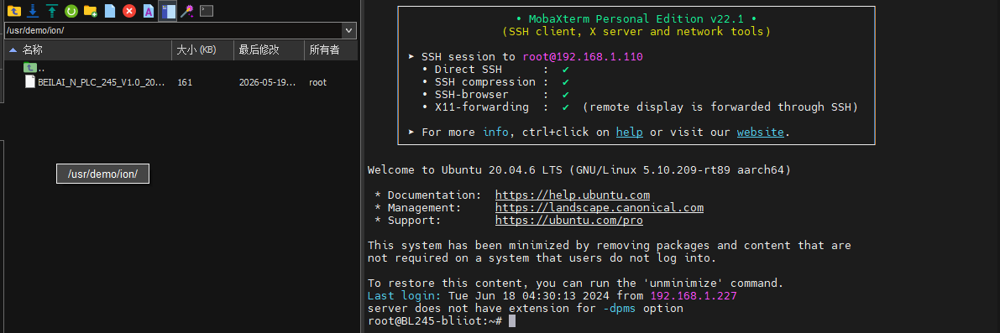 /usr/demo/ion/
名称 大小 (KB) 最后修改 所有者
..
BEILAI_N_PLC_245_V1.0_20... 161 2026-05-19... root
/usr/demo/ion/
• MobaXterm Personal Edition v22.1 •
(SSH client, X server and network tools)
➤ SSH session to root@192.168.1.110
• Direct SSH : ✔
• SSH compression : ✔
• SSH-browser : ✔
• X11-forwarding : ✔ (remote display is forwarded through SSH)
➤ For more info, ctrl+click on help or visit our website.
Welcome to Ubuntu 20.04.6 LTS (GNU/Linux 5.10.209-rt89 aarch64)
* Documentation: https://help.ubuntu.com
* Management: https://landscape.canonical.com
* Support: https://ubuntu.com/pro
This system has been minimized by removing packages and content that are
not required on a system that users do not log into.
To restore this content, you can run the 'unminimize' command.
Last login: Tue Jun 18 04:30:13 2024 from 192.168.1.227
server does not have extension for -dpms option
root@BL245-bliiot:~#